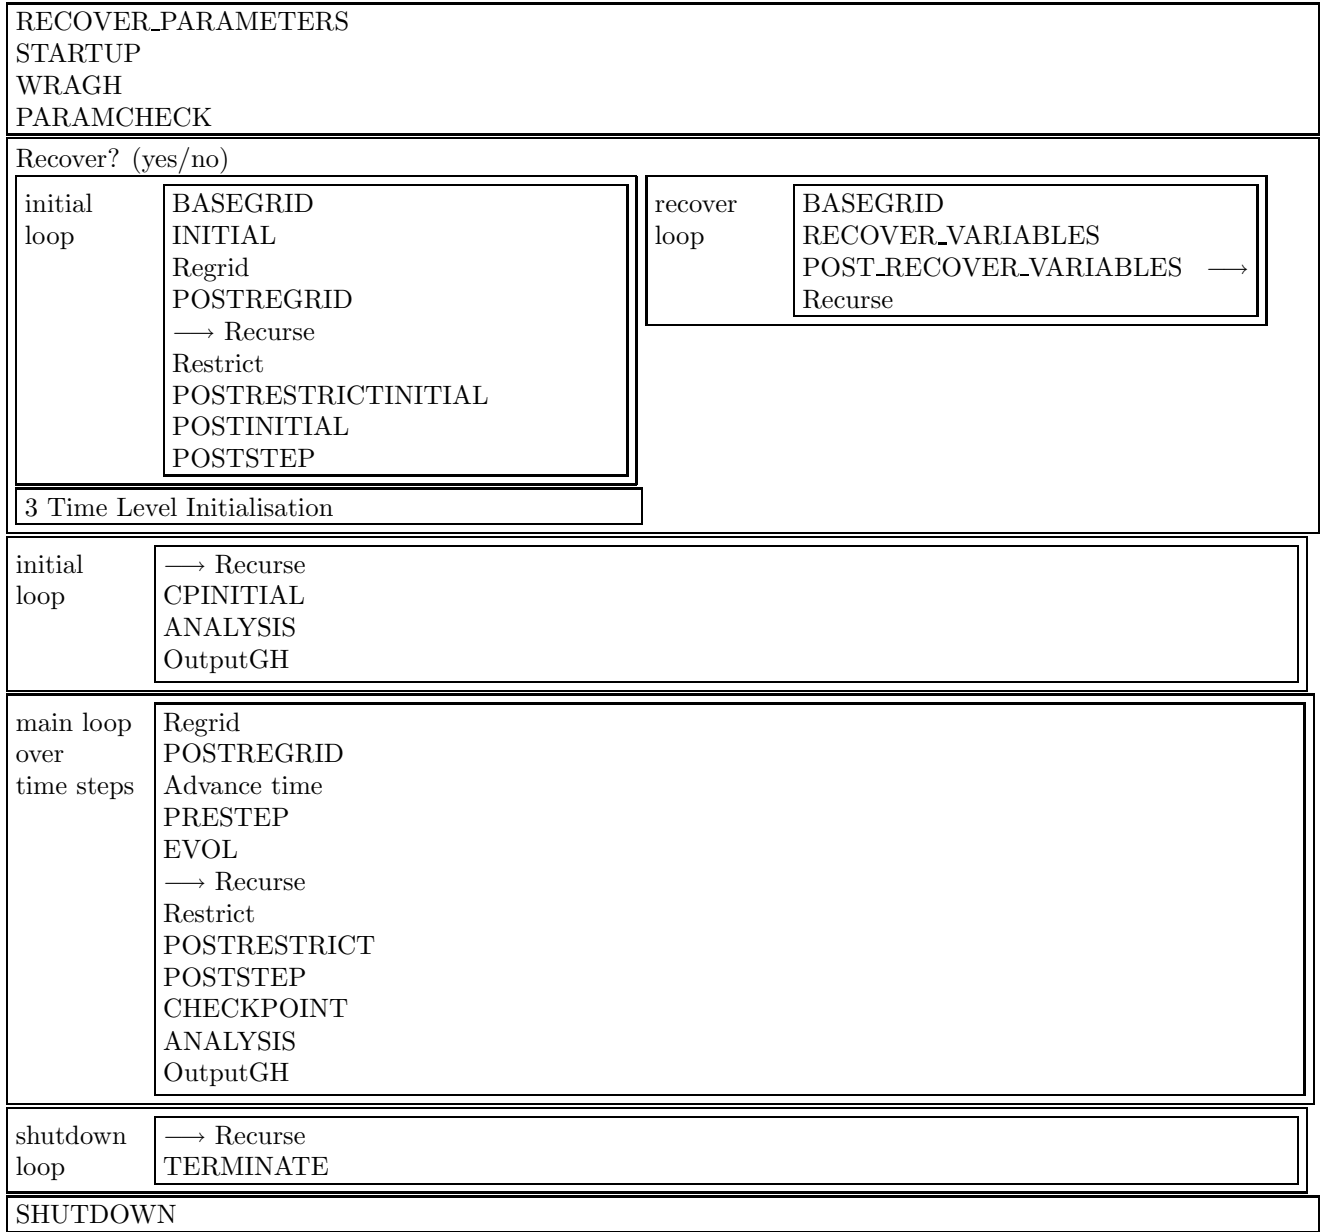 RECOVER_PARAMETERS
STARTUP
WRAGH
PARAMCHECK
Recover? (yes/no)
initial
loop
BASEGRID
INITIAL
Regrid
POSTREGRID
⟶ Recurse
Restrict
POSTRESTRICTINITIAL
POSTINITIAL
POSTSTEP
recover
loop
BASEGRID
RECOVER_VARIABLES
POST_RECOVER_VARIABLES ⟶
Recurse
3 Time Level Initialisation
initial
loop
⟶ Recurse
CPINITIAL
ANALYSIS
OutputGH
main loop
over
time steps
Regrid
POSTREGRID
Advance time
PRESTEP
EVOL
⟶ Recurse
Restrict
POSTRESTRICT
POSTSTEP
CHECKPOINT
ANALYSIS
OutputGH
shutdown
loop
⟶ Recurse
TERMINATE
SHUTDOWN